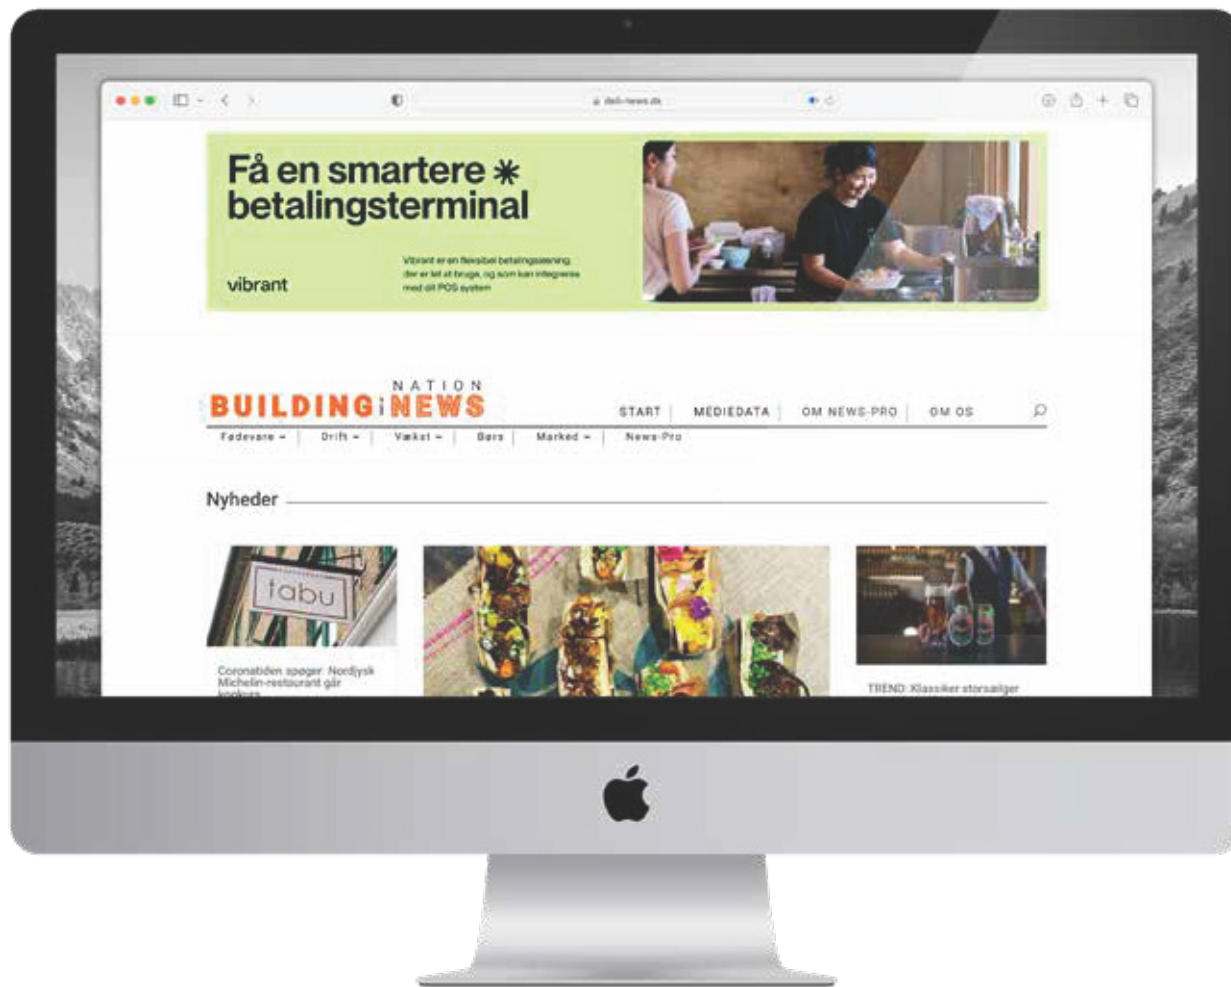 deli-news.dk
Få en smartere *
betalingsterminal
vibrant
Vibrant er en fleksibel betalingsløsning,
der er let at bruge, og som kan integreres
med dit POS system
NATION
BUILDING i NEWS
START | MEDIEDATA | OM NEWS-PRO | OM OS
Fødevare | Drift | Vækst | Børs | Marked | News-Pro
Nyheder
tabu
Coronatiden spøger: Nordjysk
Michelin-restaurant går
konkurs
TREND: Klassiker storsælger